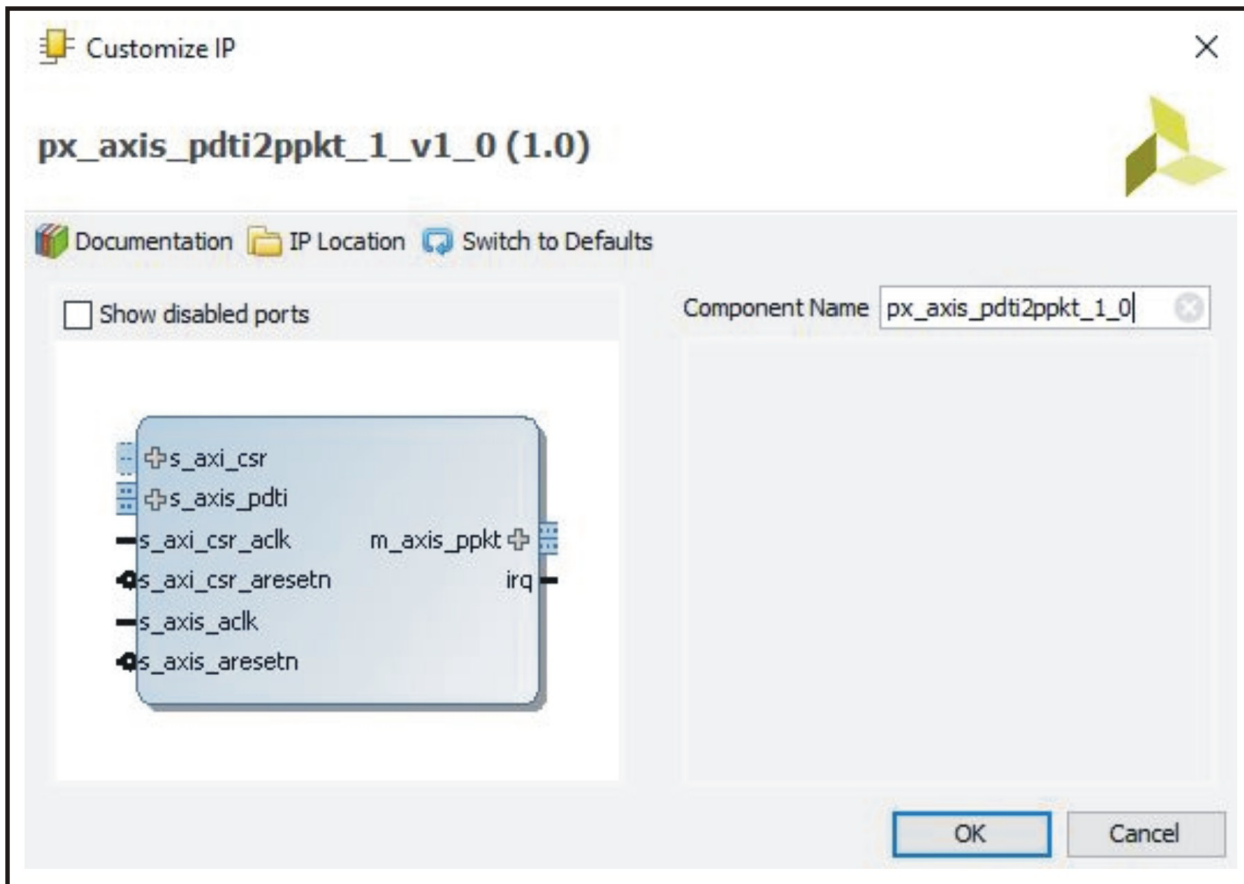 Customize IP
px_axis_pdti2ppkt_1_v1_0 (1.0)
Documentation IP Location Switch to Defaults
Show disabled ports
Component Name px_axis_pdti2ppkt_1_0
s_axi_csr
s_axis_pdti
s_axi_csr_aclk m_axis_ppkt
s_axi_csr_aresetn irq
s_axis_aclk
s_axis_aresetn
OK Cancel